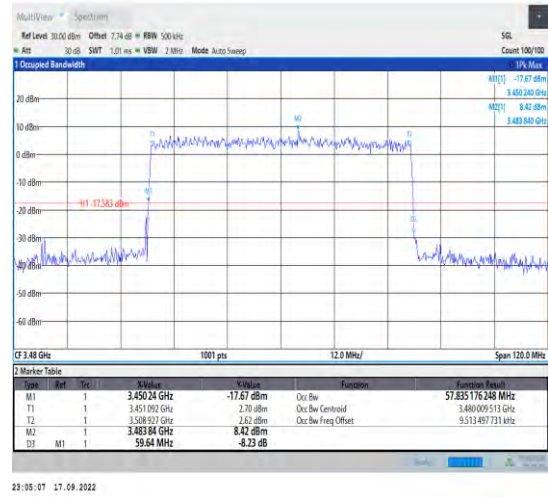 MultiView Spectrum
Ref Level 30.00 dBm Offset 7.74 dB RBW 500 kHz SGL
Att 30 dB SWT 1.01 ms VBW 2 MHz Mode Auto Sweep Count 100/100
1 Occupied Bandwidth 1Pk Max
M1[1] -17.67 dBm
3.450 240 GHz
M2[1] 8.42 dBm
3.483 840 GHz
20 dBm
10 dBm
0 dBm
-10 dBm
-20 dBm
-30 dBm
-40 dBm
-50 dBm
-60 dBm
M2
T1
T2
M1
H1 -17.583 dBm
CF 3.48 GHz 1001 pts 12.0 MHz/ Span 120.0 MHz
2 Marker Table
Type Ref Trc X-Value Y-Value Function Function Result
M1 1 3.450 24 GHz -17.67 dBm Occ Bw 57.835 176 248 MHz
T1 1 3.451 092 GHz 2.70 dBm Occ Bw Centroid 3.480 009 513 GHz
T2 1 3.508 927 GHz 2.62 dBm Occ Bw Freq Offset 9.513 497 731 kHz
M2 1 3.483 84 GHz 8.42 dBm
D3 M1 1 59.64 MHz -8.23 dB
23:05:07 17.09.2022